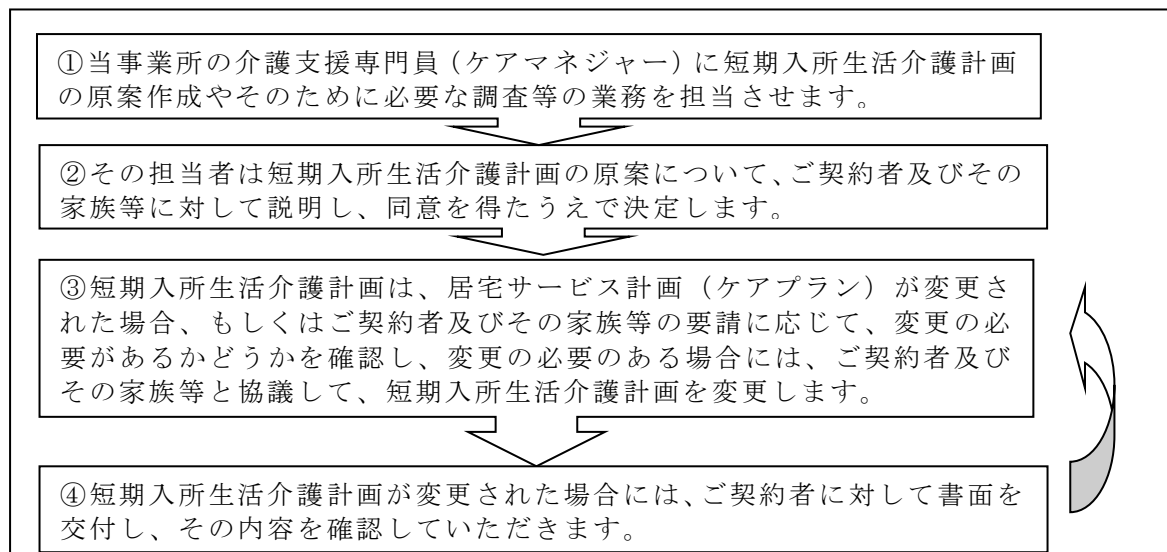 ①当事業所の介護支援専門員(ケアマネジャー)に短期入所生活介護計画
の原案作成やそのために必要な調査等の業務を担当させます。
②その担当者は短期入所生活介護計画の原案について、ご契約者及びその
家族等に対して説明し、同意を得たうえで決定します。
③短期入所生活介護計画は、居宅サービス計画（ケアプラン）が変更さ
れた場合、もしくはご契約者及びその家族等の要請に応じて、変更の必
要があるかどうかを確認し、変更の必要のある場合には、ご契約者及び
その家族等と協議して、短期入所生活介護計画を変更します。
④短期入所生活介護計画が変更された場合には、ご契約者に対して書面を
交付し、その内容を確認していただきます。